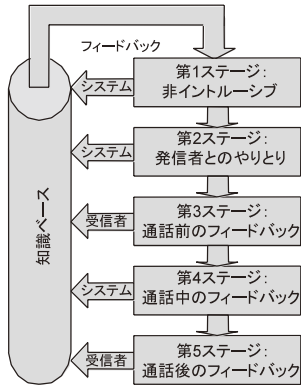 フィードバック
第1ステージ:
非イントルーシブ
システム
第2ステージ:
発信者とのやりとり
システム
第3ステージ:
通話前のフィードバック
受信者
第4ステージ:
通話中のフィードバック
システム
第5ステージ:
通話後のフィードバック
受信者
知識ベース